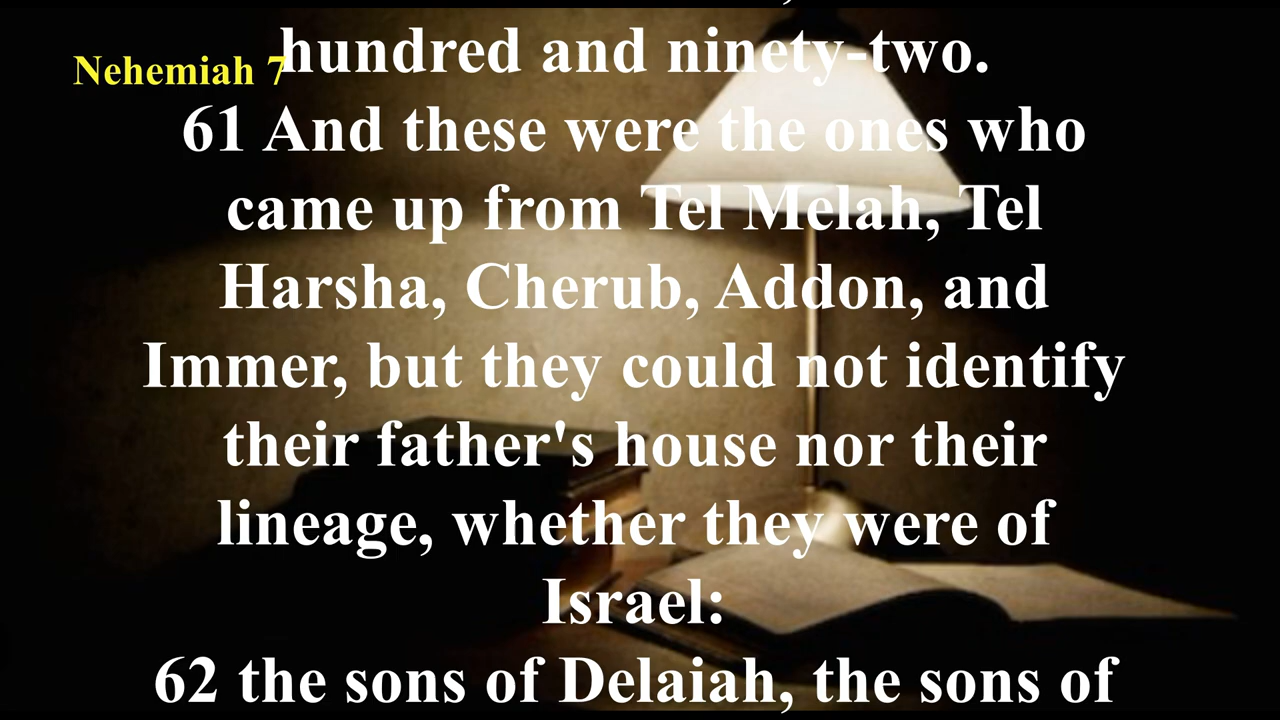 Nehemiah 7
hundred and ninety-two.
61 And these were the ones who
came up from Tel Melah, Tel
Harsha, Cherub, Addon, and
Immer, but they could not identify
their father's house nor their
lineage, whether they were of
Israel:
62 the sons of Delaiah, the sons of